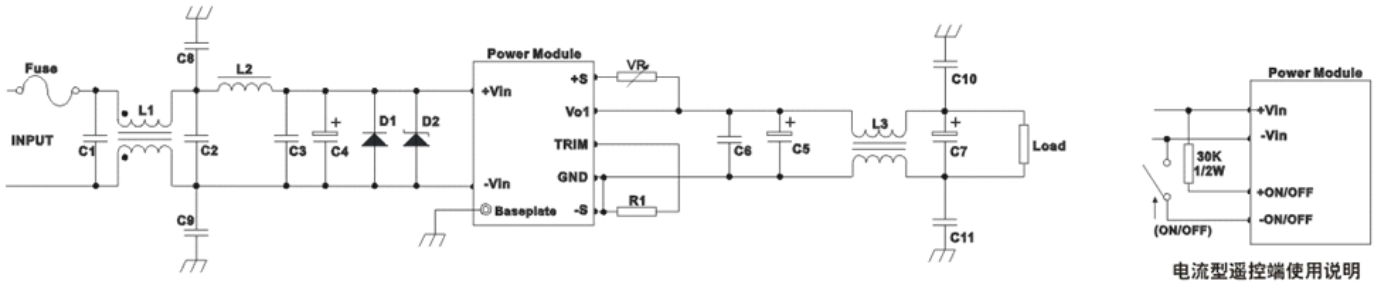 C8
Fuse
L1
INPUT
C1
C2
L2
C3
+
C4
D1
D2
C9
Power Module
+Vin
-Vin
Baseplate
+S
Vo1
TRIM
GND
-S
VR
R1
C6
+
C5
L3
C10
+
C7
Load
C11
Power Module
+Vin
-Vin
30K
1/2W
+ON/OFF
-ON/OFF
(ON/OFF)
电流型遥控端使用说明